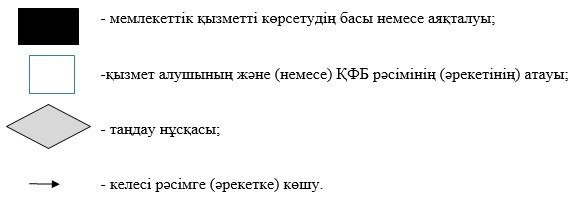 - мемлекеттік қызметті көрсетудің басы немесе аяқталуы;
-қызмет алушының және (немесе) ҚФБ рәсімінің (әрекетінің) атауы;
- таңдау нұсқасы;
- келесі рәсімге (әрекетке) көшу.